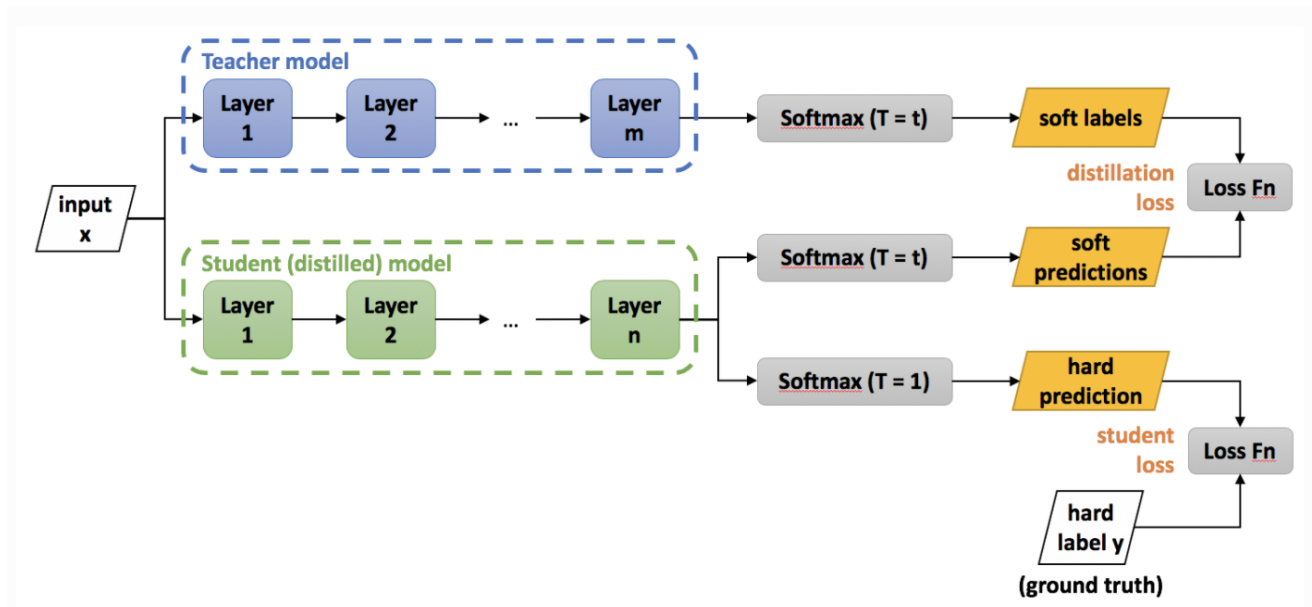 Teacher model
Layer
1
Layer
2
...
Layer
m
Softmax (T = t)
soft labels
distillation
loss
Loss Fn
input
x
Student (distilled) model
Layer
1
Layer
2
...
Layer
n
Softmax (T = t)
soft
predictions
Softmax (T = 1)
hard
prediction
student
loss
Loss Fn
hard
label y
(ground truth)